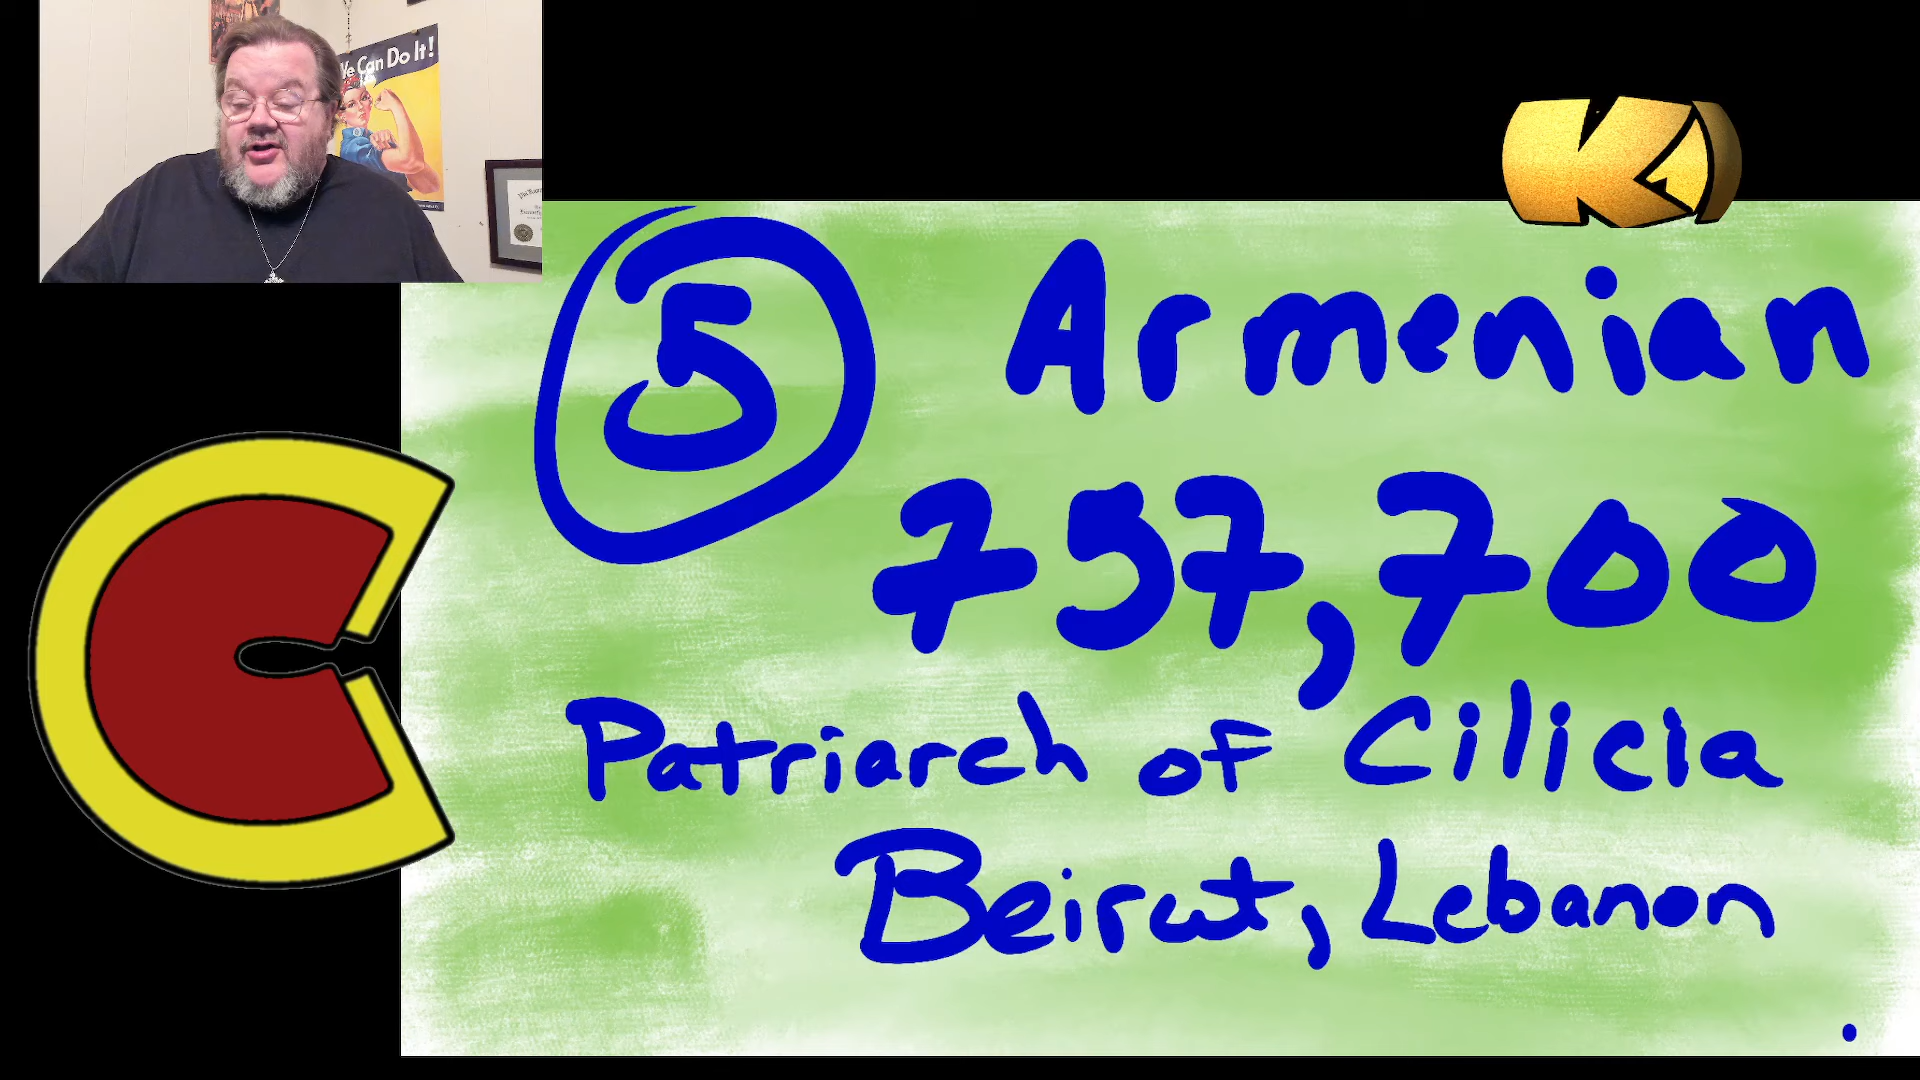 We Can Do It!
K
5
Armenian
757,700
Patriarch of Cilicia
Beirut, Lebanon